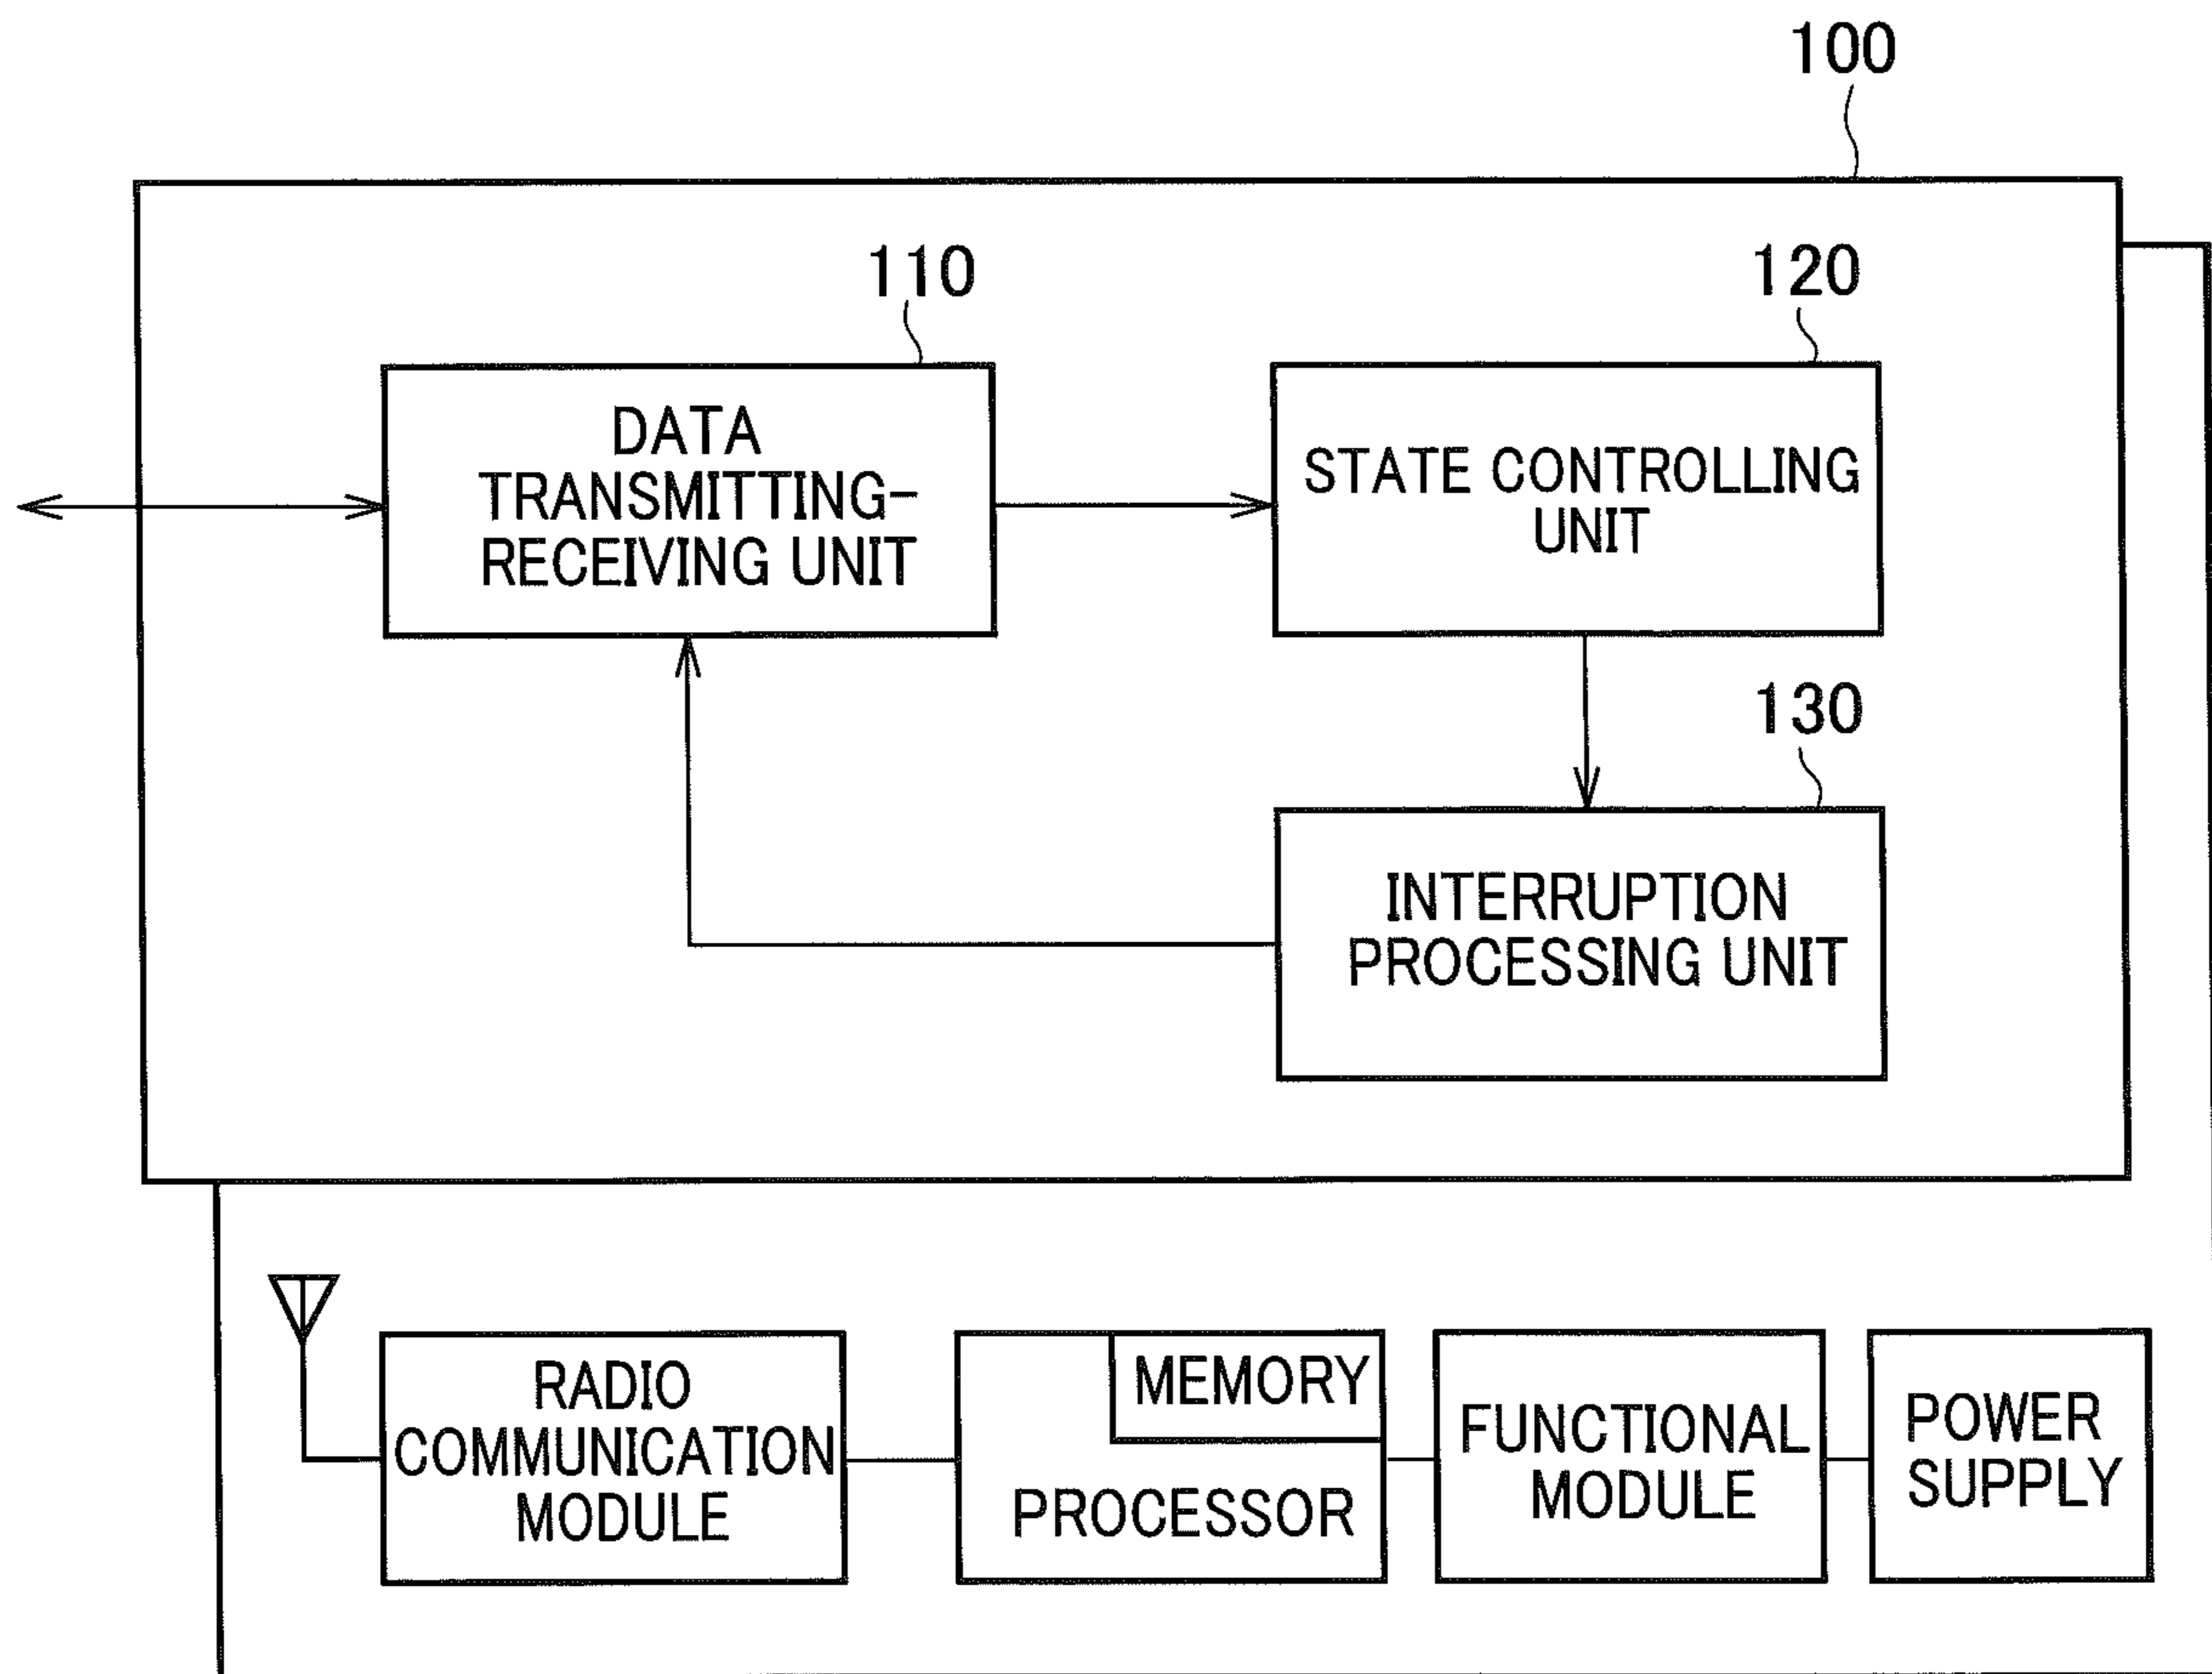 100
110
120
DATA
TRANSMITTING-
RECEIVING UNIT
STATE CONTROLLING
UNIT
130
INTERRUPTION
PROCESSING UNIT
RADIO
COMMUNICATION
MODULE
MEMORY
PROCESSOR
FUNCTIONAL
MODULE
POWER
SUPPLY